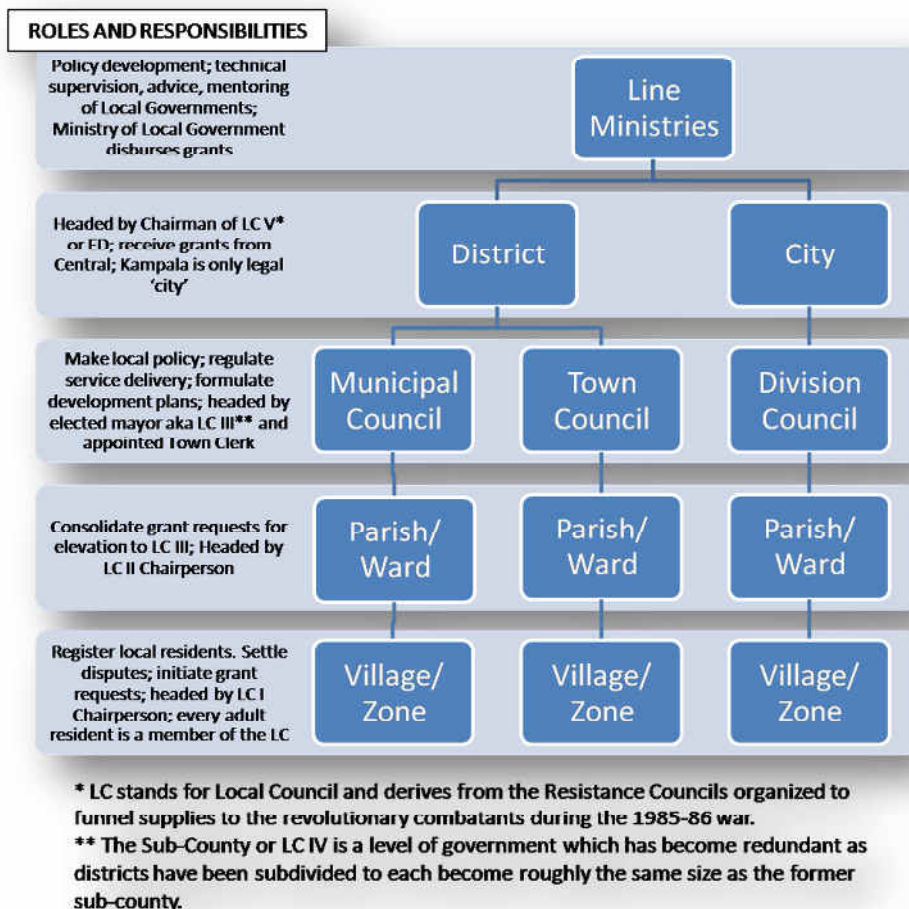 ROLES AND RESPONSIBILITIES
Policy development; technical
supervision, advice, mentoring
of Local Governments;
Ministry of Local Government
disburses grants
Line
Ministries
Headed by Chairman of LC V*
or ED; receive grants from
Central; Kampala is only legal
‘city’
District
City
Make local policy; regulate
service delivery; formulate
development plans; headed by
elected mayor aka LC III** and
appointed Town Clerk
Municipal
Council
Town
Council
Division
Council
Consolidate grant requests for
elevation to LC III; Headed by
LC II Chairperson
Parish/
Ward
Parish/
Ward
Parish/
Ward
Register local residents. Settle
disputes; initiate grant
requests; headed by LC I
Chairperson; every adult
resident is a member of the LC
Village/
Zone
Village/
Zone
Village/
Zone
* LC stands for Local Council and derives from the Resistance Councils organized to
funnel supplies to the revolutionary combatants during the 1985-86 war.
** The Sub-County or LC IV is a level of government which has become redundant as
districts have been subdivided to each become roughly the same size as the former
sub-county.